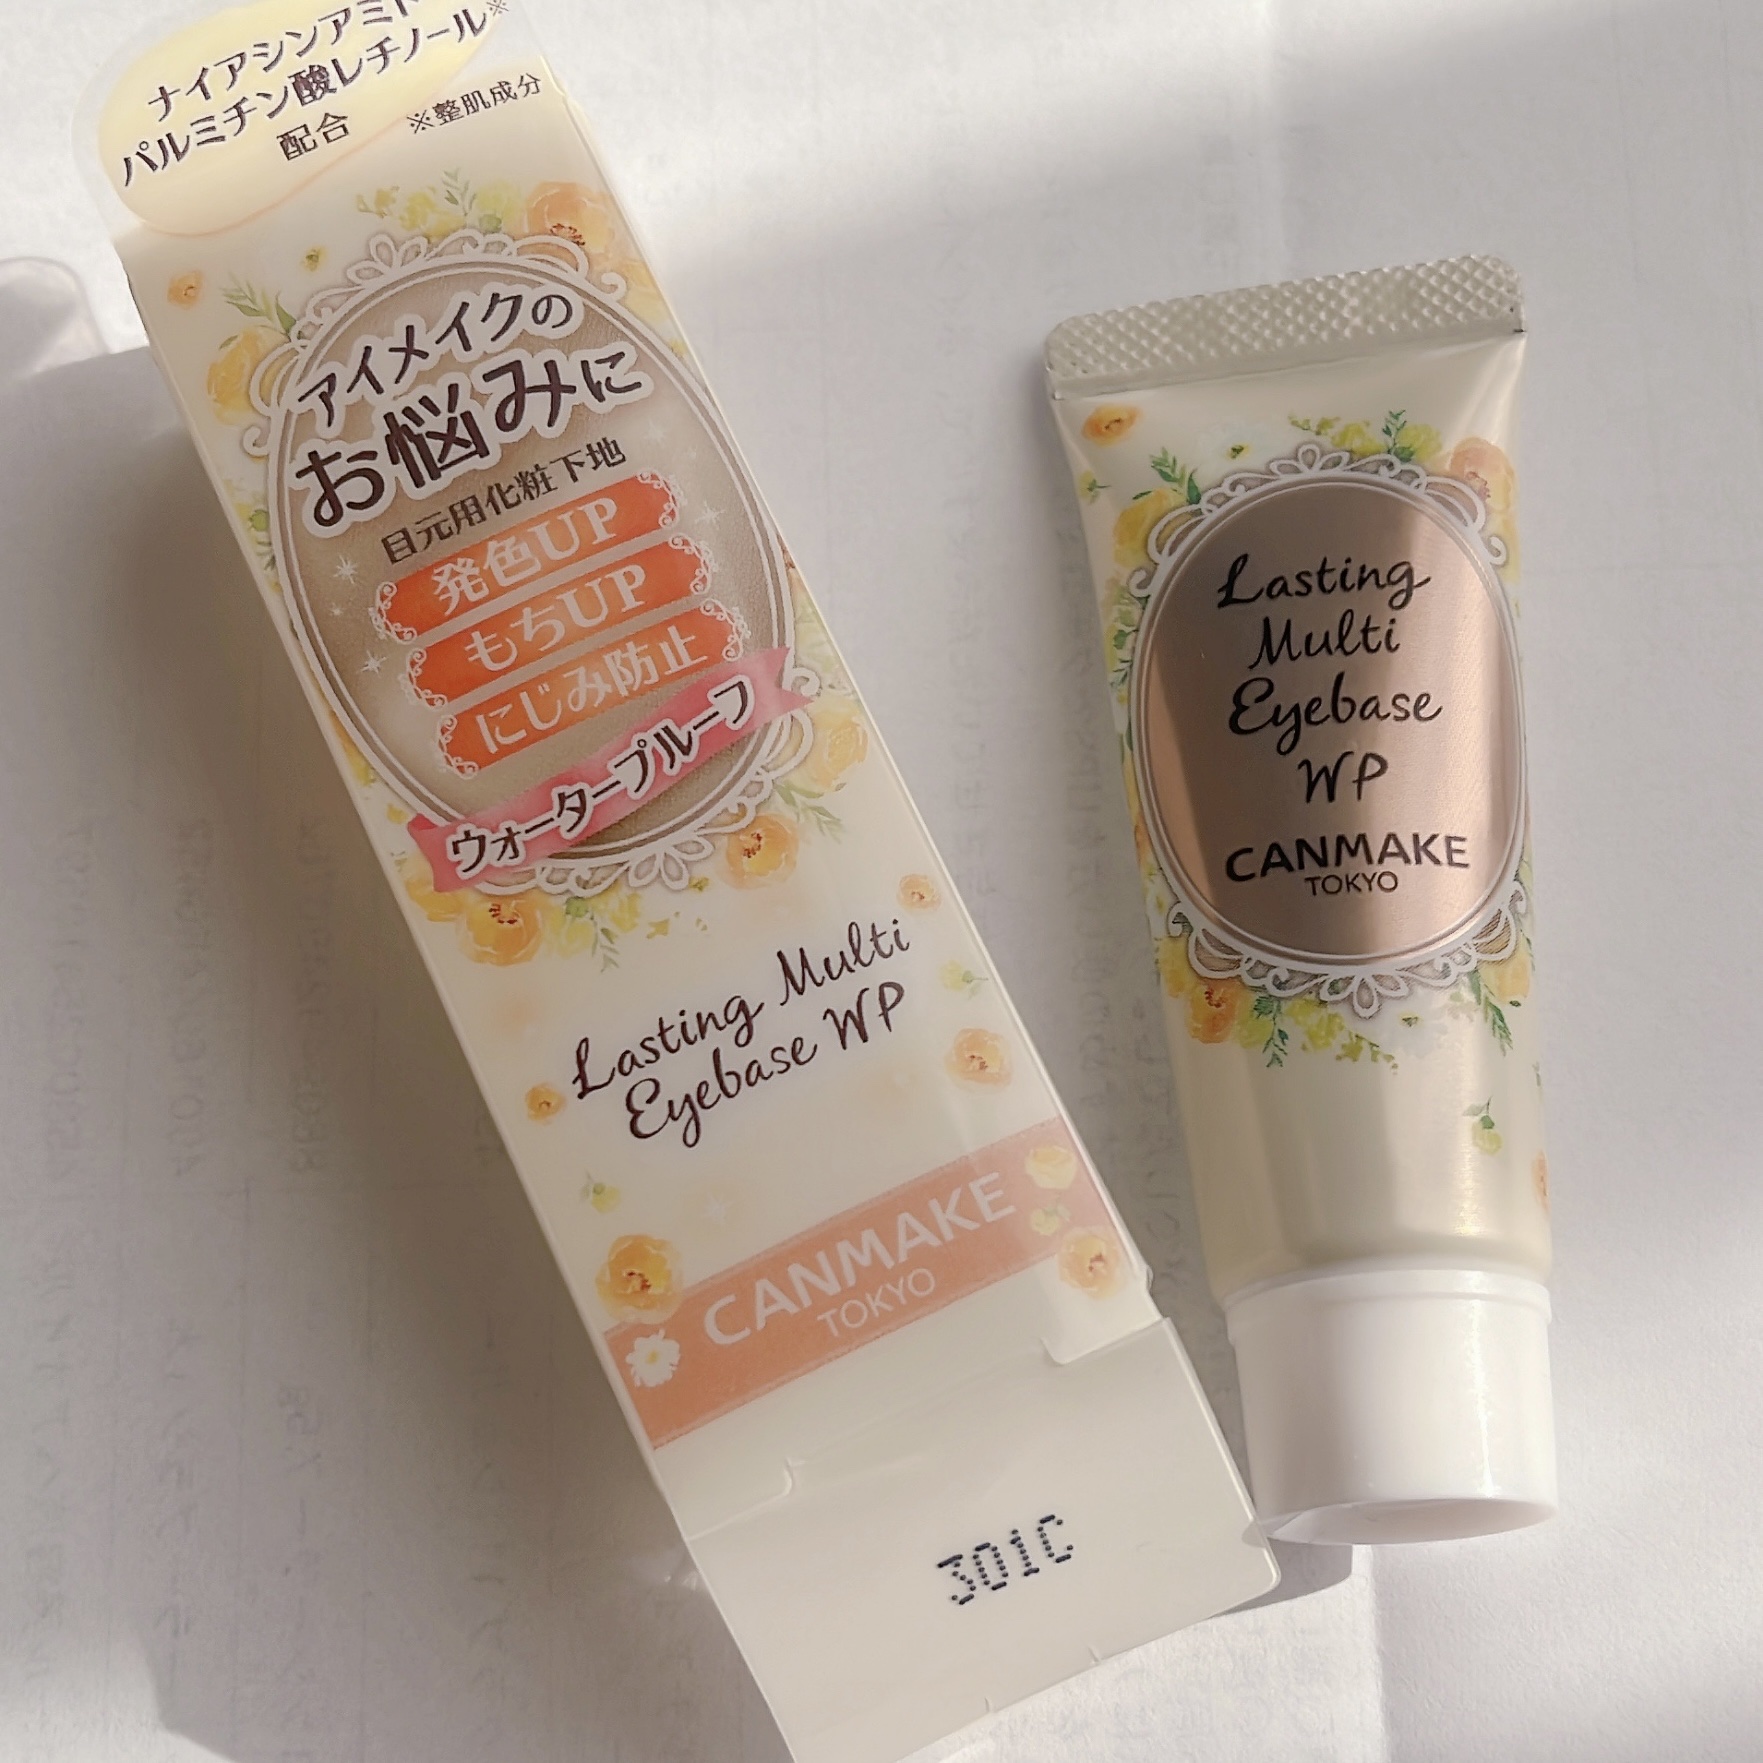 ナイアシンアミド
パルミチン酸レチノール※
配合
※整肌成分
アイメイクの
お悩みに
目元用化粧下地
発色UP
もちUP
にじみ防止
ウォータープルーフ
Lasting Multi
Eyebase WP
CANMAKE
TOKYO
301C
Lasting
Multi
Eyebase
WP
CANMAKE
TOKYO